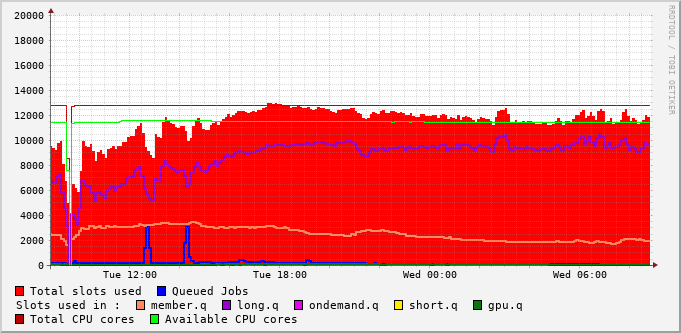 20000
18000
16000
14000
12000
10000
8000
6000
4000
2000
0
Tue 12:00 Tue 18:00 Wed 00:00 Wed 06:00
Total slots used Queued Jobs
Slots used in : member.q long.q ondemand.q short.q gpu.q
Total CPU cores Available CPU cores
RRDTOOL / TOBI OETIKER